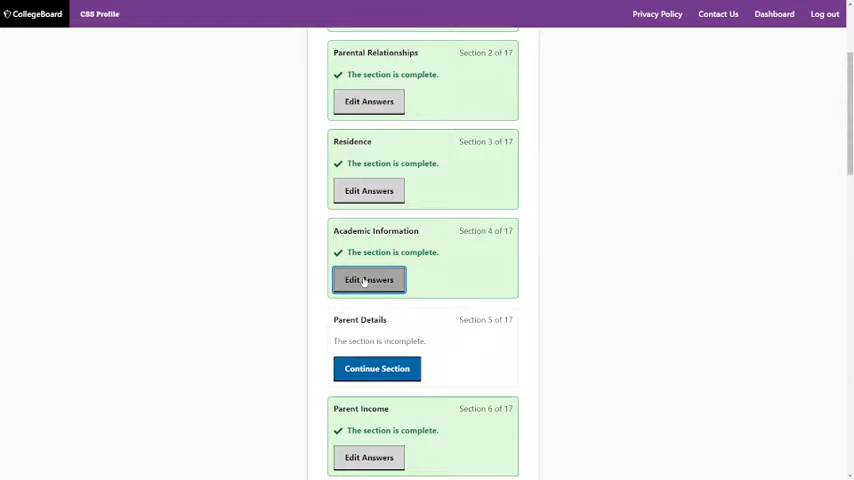 CollegeBoard CSS Profile Privacy Policy Contact Us Dashboard Log out
Parental Relationships Section 2 of 17
The section is complete.
Edit Answers
Residence Section 3 of 17
The section is complete.
Edit Answers
Academic Information Section 4 of 17
The section is complete.
Edit Answers
Parent Details Section 5 of 17
The section is incomplete.
Continue Section
Parent Income Section 6 of 17
The section is complete.
Edit Answers